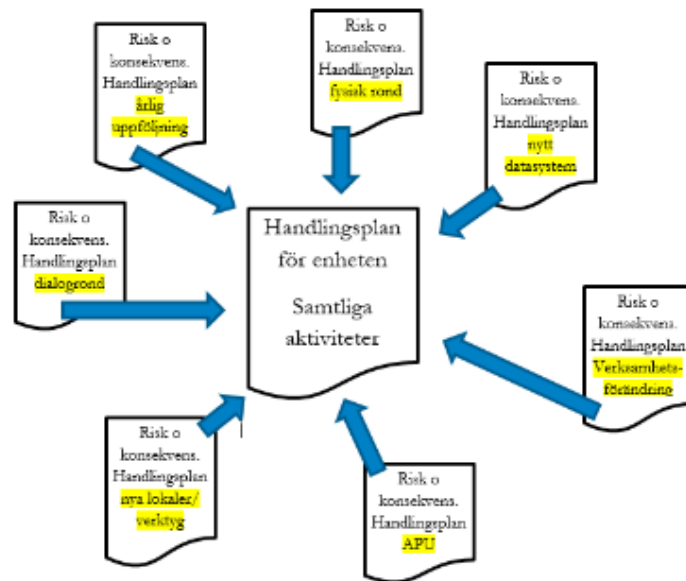 Risk o
konsekvens.
Handlingsplan
årlig
uppföljning
Risk o
konsekvens.
Handlingsplan
fysisk rond
Risk o
konsekvens.
Handlingsplan
nytt
datasystem
Risk o
konsekvens.
Handlingsplan
dialogrond
Handlingsplan
för enheten
Samtliga
aktiviteter
Risk o
konsekvens.
Handlingsplan
Verksamhets-
förändring
Risk o
konsekvens.
Handlingsplan
nya lokaler/
verktyg
Risk o
konsekvens.
Handlingsplan
APU